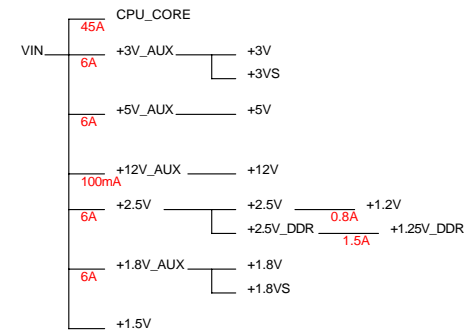 CPU_CORE
45A
VIN +3V_AUX +3V
6A
+3VS
+5V_AUX +5V
6A
+12V_AUX +12V
100mA
+2.5V +2.5V +1.2V
6A 0.8A
+2.5V_DDR +1.25V_DDR
1.5A
+1.8V_AUX +1.8V
6A
+1.8VS
+1.5V